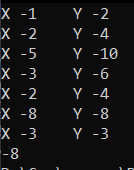 X -1 Y -2
X -2 Y -4
X -5 Y -10
X -3 Y -6
X -2 Y -4
X -8 Y -8
X -3 Y -3
-8